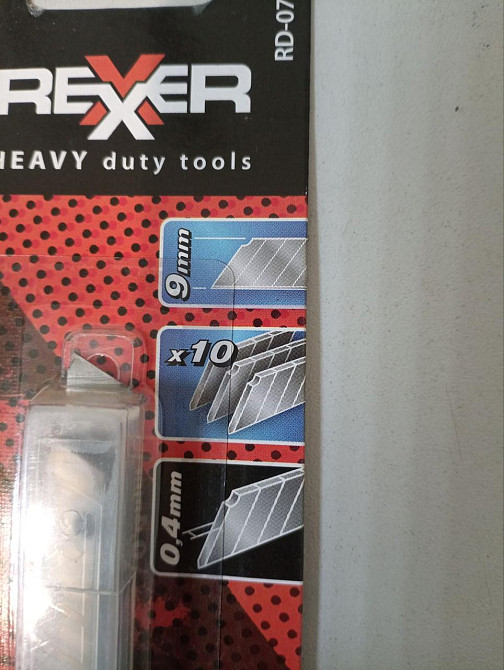 RD-07
REXXER
HEAVY duty tools
9mm
x10
0,4mm